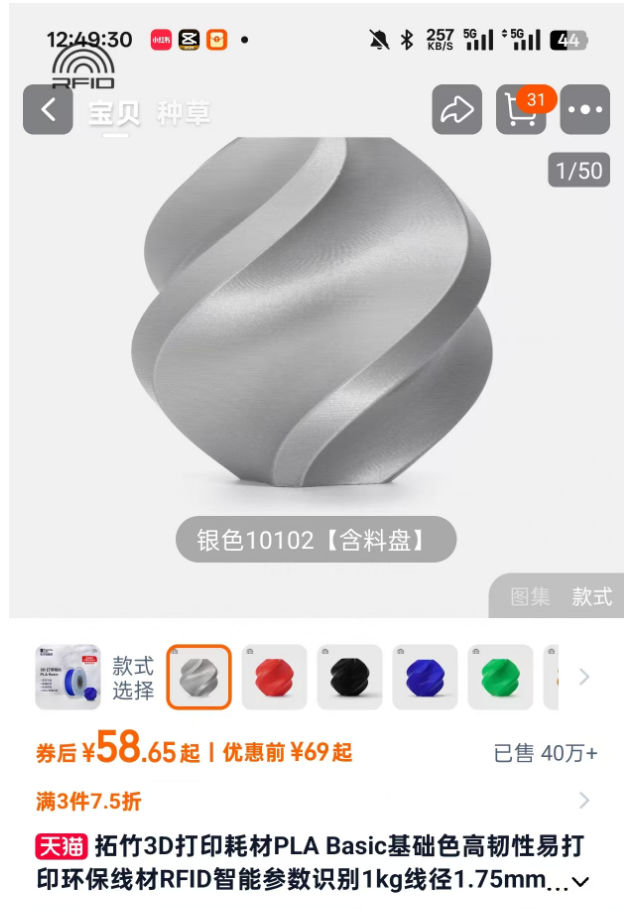 12:49:30
小红书
257 KB/S 5G 5G 44
RFID
宝贝 种草
31
1/50
银色10102【含料盘】
图集 款式
款式
选择
券后 ¥58.65起 | 优惠前 ¥69起
已售 40万+
满3件7.5折
天猫 拓竹3D打印耗材PLA Basic基础色高韧性易打
印环保线材RFID智能参数识别1kg线径1.75mm...